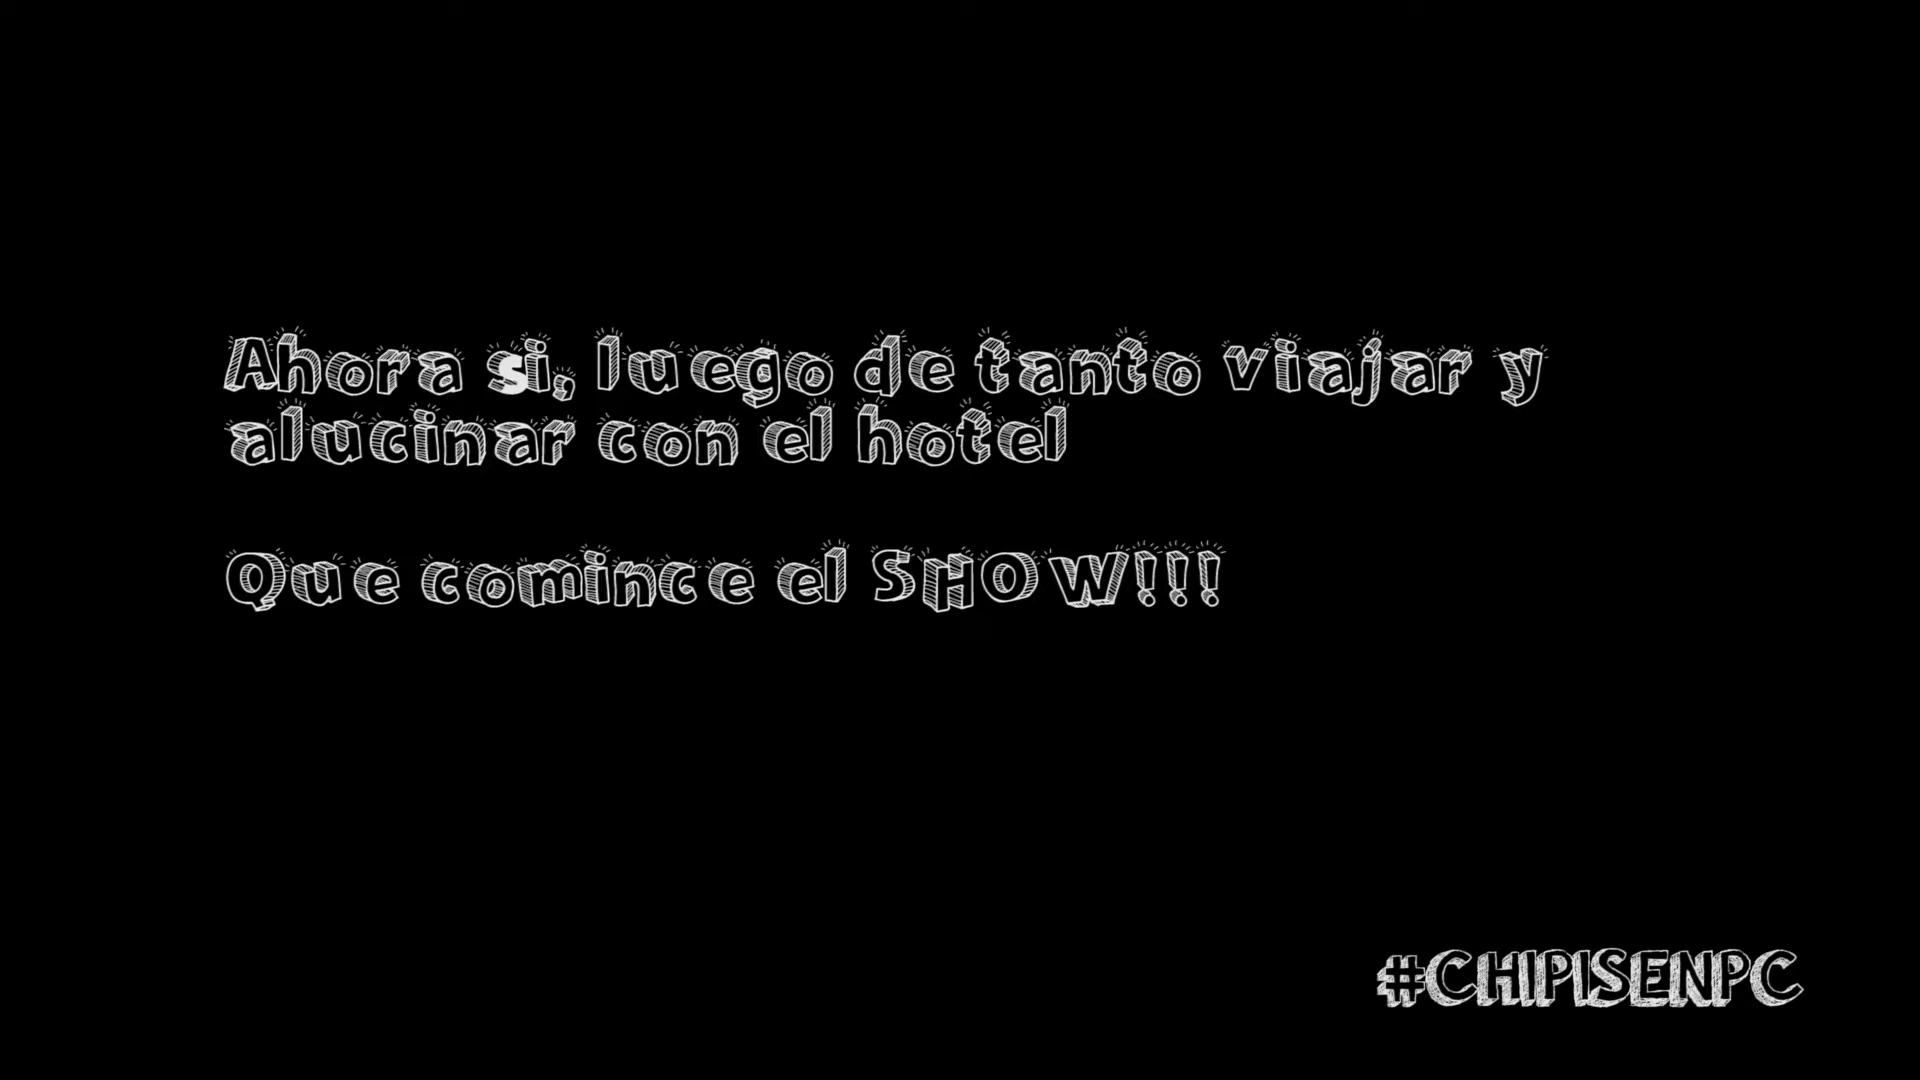 Ahora si, luego de tanto viajar y
alucinar con el hotel
Que comince el SHOW!!!
#CHIPISENPC